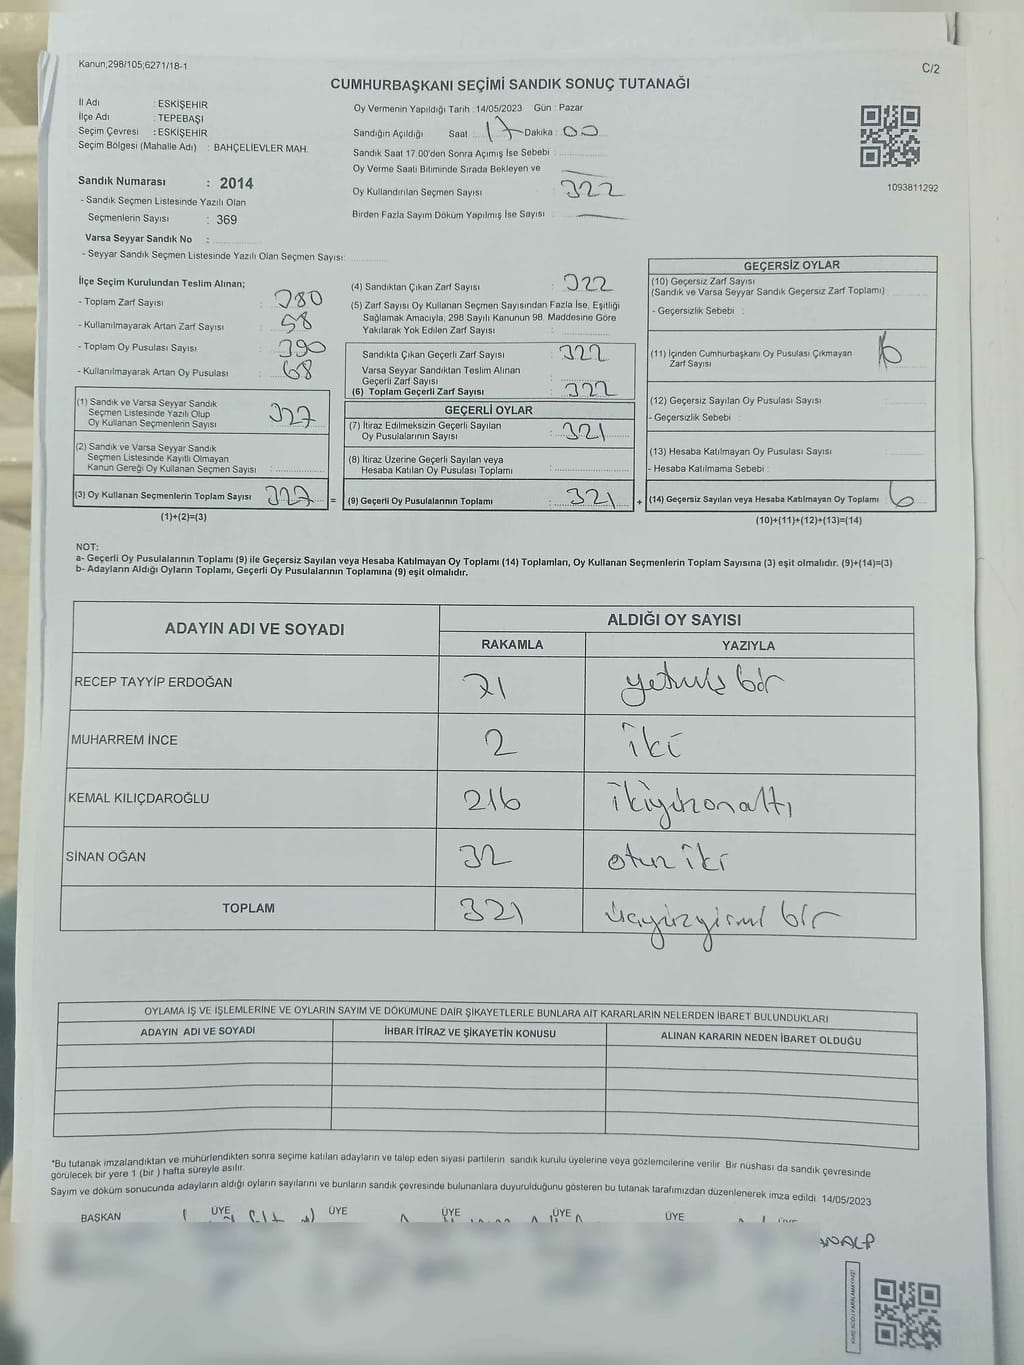 Kanun;298/105;6271/18-1
C/2
CUMHURBAŞKANI SEÇİMİ SANDIK SONUÇ TUTANAĞI
İl Adı : ESKİŞEHİR
İlçe Adı : TEPEBAŞI
Seçim Çevresi : ESKİŞEHİR
Seçim Bölgesi (Mahalle Adı) : BAHÇELİEVLER MAH.
Sandık Numarası : 2014
- Sandık Seçmen Listesinde Yazılı Olan
Seçmenlerin Sayısı : 369
Varsa Seyyar Sandık No :
- Seyyar Sandık Seçmen Listesinde Yazılı Olan Seçmen Sayısı:
Oy Vermenin Yapıldığı Tarih : 14/05/2023 Gün : Pazar
Sandığın Açıldığı Saat : 17 Dakika : 00
Sandık Saat 17:00'den Sonra Açımış İse Sebebi :
Oy Verme Saati Bitiminde Sırada Bekleyen ve
Oy Kullandırılan Seçmen Sayısı 322
Birden Fazla Sayım Döküm Yapılmış İse Sayısı :
1093811292
İlçe Seçim Kurulundan Teslim Alınan;
- Toplam Zarf Sayısı : 380
- Kullanılmayarak Artan Zarf Sayısı : 58
- Toplam Oy Pusulası Sayısı : 390
- Kullanılmayarak Artan Oy Pusulası : 68
(1) Sandık ve Varsa Seyyar Sandık
Seçmen Listesinde Yazılı Olup
Oy Kullanan Seçmenlerin Sayısı : 327
(2) Sandık ve Varsa Seyyar Sandık
Seçmen Listesinde Kayıtlı Olmayan
Kanun Gereği Oy Kullanan Seçmen Sayısı :
(3) Oy Kullanan Seçmenlerin Toplam Sayısı 327 =
(1)+(2)=(3)
(4) Sandıktan Çıkan Zarf Sayısı : 322
(5) Zarf Sayısı Oy Kullanan Seçmen Sayısından Fazla İse, Eşitliği
Sağlamak Amacıyla; 298 Sayılı Kanunun 98. Maddesine Göre
Yakılarak Yok Edilen Zarf Sayısı :
Sandıkta Çıkan Geçerli Zarf Sayısı : 322
Varsa Seyyar Sandıktan Teslim Alınan
Geçerli Zarf Sayısı :
(6) Toplam Geçerli Zarf Sayısı : 322
GEÇERLİ OYLAR
(7) İtiraz Edilmeksizin Geçerli Sayılan
Oy Pusulalarının Sayısı : 321
(8) İtiraz Üzerine Geçerli Sayılan veya
Hesaba Katılan Oy Pusulası Toplamı :
(9) Geçerli Oy Pusulalarının Toplamı : 321 +
GEÇERSİZ OYLAR
(10) Geçersiz Zarf Sayısı
(Sandık ve Varsa Seyyar Sandık Geçersiz Zarf Toplamı) :
- Geçersizlik Sebebi :
(11) İçinden Cumhurbaşkanı Oy Pusulası Çıkmayan
Zarf Sayısı
(12) Geçersiz Sayılan Oy Pusulası Sayısı
- Geçersizlik Sebebi :
(13) Hesaba Katılmayan Oy Pusulası Sayısı
- Hesaba Katılmama Sebebi :
(14) Geçersiz Sayılan veya Hesaba Katılmayan Oy Toplamı : 6
(10)+(11)+(12)+(13)=(14)
NOT:
a- Geçerli Oy Pusulalarının Toplamı (9) ile Geçersiz Sayılan veya Hesaba Katılmayan Oy Toplamı (14) Toplamları, Oy Kullanan Seçmenlerin Toplam Sayısına (3) eşit olmalıdır. (9)+(14)=(3)
b- Adayların Aldığı Oyların Toplamı, Geçerli Oy Pusulalarının Toplamına (9) eşit olmalıdır.
ADAYIN ADI VE SOYADI
ALDIĞI OY SAYISI
RAKAMLA YAZIYLA
RECEP TAYYİP ERDOĞAN 71 yetmiş bir
MUHARREM İNCE 2 iki
KEMAL KILIÇDAROĞLU 216 ikiyüzonaltı
SİNAN OĞAN 32 otuz iki
TOPLAM 321 üçyüzyirmi bir
OYLAMA İŞ VE İŞLEMLERİNE VE OYLARIN SAYIM VE DÖKÜMÜNE DAİR ŞİKAYETLERLE BUNLARA AİT KARARLARIN NELERDEN İBARET BULUNDUKLARI
ADAYIN ADI VE SOYADI İHBAR İTİRAZ VE ŞİKAYETİN KONUSU ALINAN KARARIN NEDEN İBARET OLDUĞU
*Bu tutanak imzalandıktan ve mühürlendikten sonra seçime katılan adayların ve talep eden siyasi partilerin sandık kurulu üyelerine veya gözlemcilerine verilir. Bir nüshası da sandık çevresinde
görülecek bir yere 1 (bir ) hafta süreyle asılır.
Sayım ve döküm sonucunda adayların aldığı oyların sayılarını ve bunların sandık çevresinde bulunanlara duyurulduğunu gösteren bu tutanak tarafımızdan düzenlenerek imza edildi. 14/05/2023
BAŞKAN ÜYE ÜYE ÜYE ÜYE ÜYE